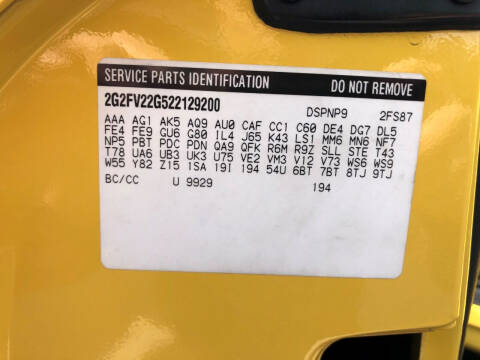 SERVICE PARTS IDENTIFICATION DO NOT REMOVE
2G2FV22G522129200 DSPNP9 2FS87
AAA AG1 AK5 AQ9 AU0 CAF CC1 C60 DE4 DG7 DL5
FE4 FE9 GU6 G80 IL4 J65 K43 LS1 MM6 MN6 NF7
NP5 PBT PDC PDN QA9 QFK R6M R9Z SLL STE T43
T78 UA6 UB3 UK3 U75 VE2 VM3 V12 V73 WS6 WS9
W55 Y82 Z15 1SA 19I 194 54U 6BT 7BT 8TJ 9TJ
BC/CC U 9929 194